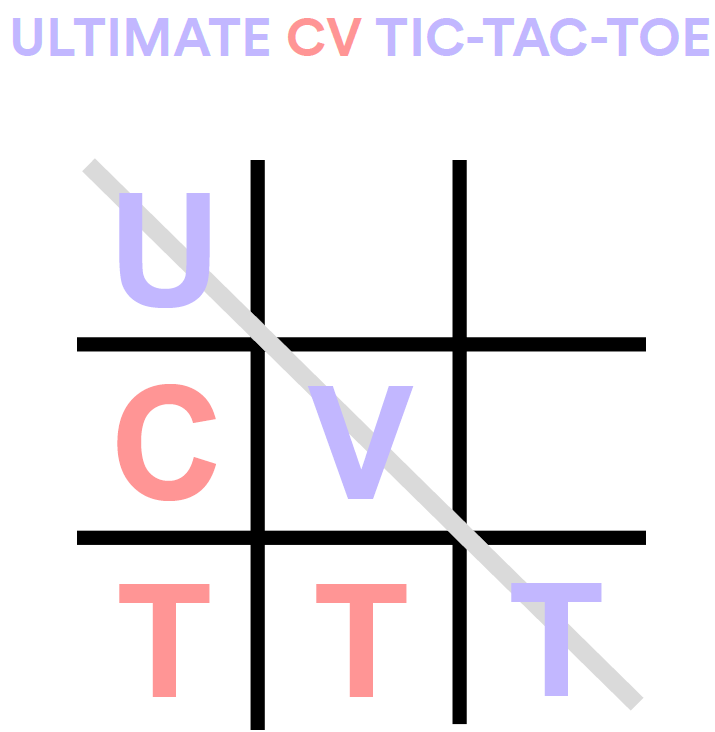 ULTIMATE CV TIC-TAC-TOE
U
C V
T T T